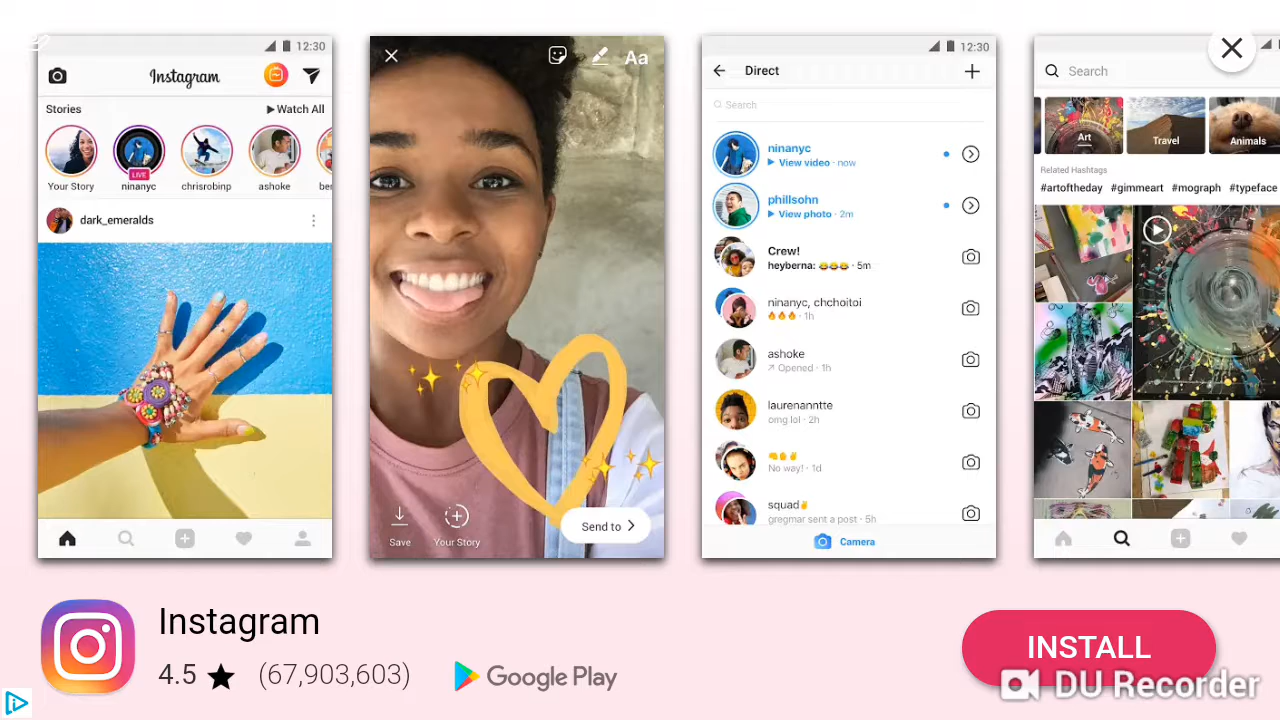 12:30
Instagram
Stories
Watch All
Your Story
LIVE
ninanyc
chrisrobinp
ashoke
ber
dark_emeralds
Aa
Save
Your Story
Send to
12:30
Direct
Search
ninanyc
View video · now
phillsohn
View photo · 2m
Crew!
heyberna: 😂😂😂 · 5m
ninanyc, chchoitoi
🔥🔥🔥 · 1h
ashoke
Opened · 1h
laurenanntte
omg lol · 2h
No way! · 1d
squad✌
gregmar sent a post · 5h
Camera
Search
Art
Travel
Animals
Related Hashtags
#artoftheday #gimmeart #mograph #typeface
Instagram
4.5 ★ (67,903,603)
Google Play
INSTALL
DU Recorder